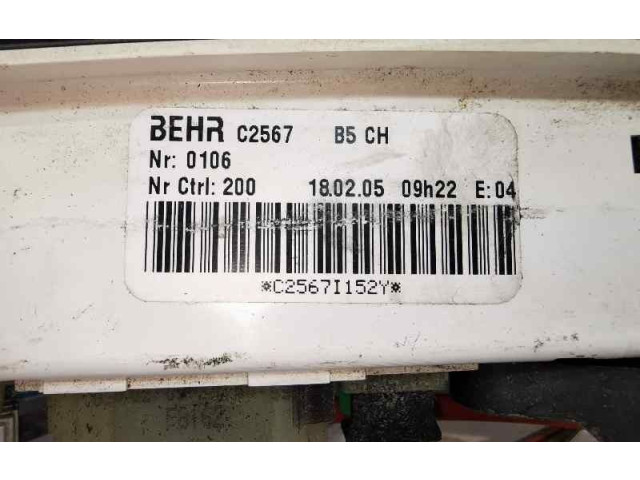 BEHR C2567 B5 CH
Nr: 0106
Nr Ctrl: 200 18.02.05 09h22 E: 04
*C2567I152Y*